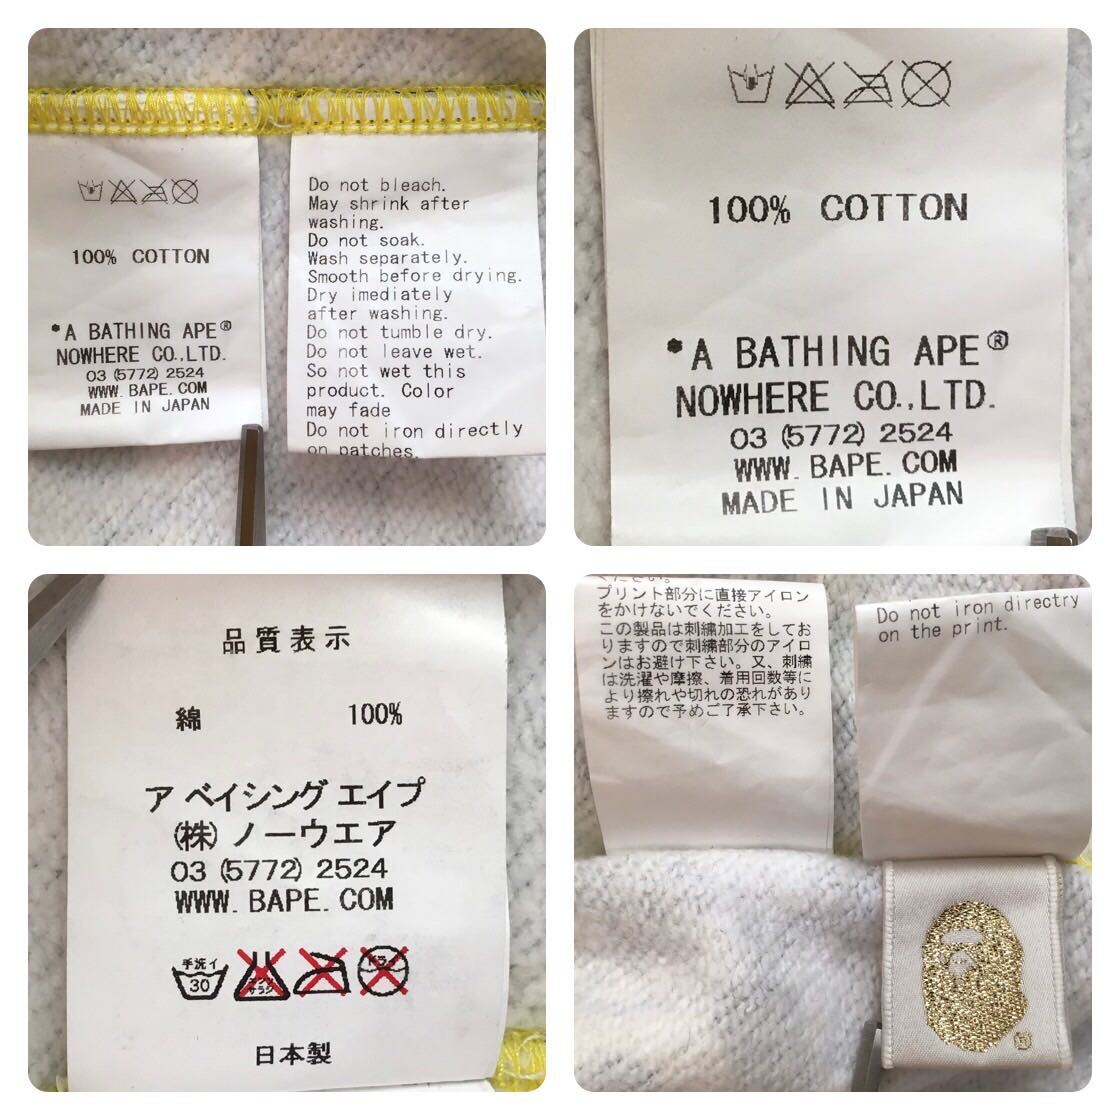 100% COTTON
*A BATHING APE®
NOWHERE CO.,LTD.
03 (5772) 2524
WWW. BAPE. COM
MADE IN JAPAN
Do not bleach.
May shrink after
washing.
Do not soak.
Wash separately.
Smooth before drying.
Dry imediately
after washing.
Do not tumble dry.
Do not leave wet.
So not wet this
product. Color
may fade
Do not iron directly
on patches.
100% COTTON
*A BATHING APE®
NOWHERE CO.,LTD.
03 (5772) 2524
WWW. BAPE. COM
MADE IN JAPAN
品質表示
綿 100%
ア ベイシング エイプ
(株) ノーウエア
03 (5772) 2524
WWW. BAPE. COM
手洗イ
30
日本製
ください。
プリント部分に直接アイロン
をかけないでください。
この製品は刺繍加工をしてお
りますので刺繍部分のアイロ
ンはお避け下さい。又、刺繍
は洗濯や摩擦、着用回数等に
より擦れや切れの恐れがあり
ますので予めご了承下さい。
Do not iron directry
on the print.